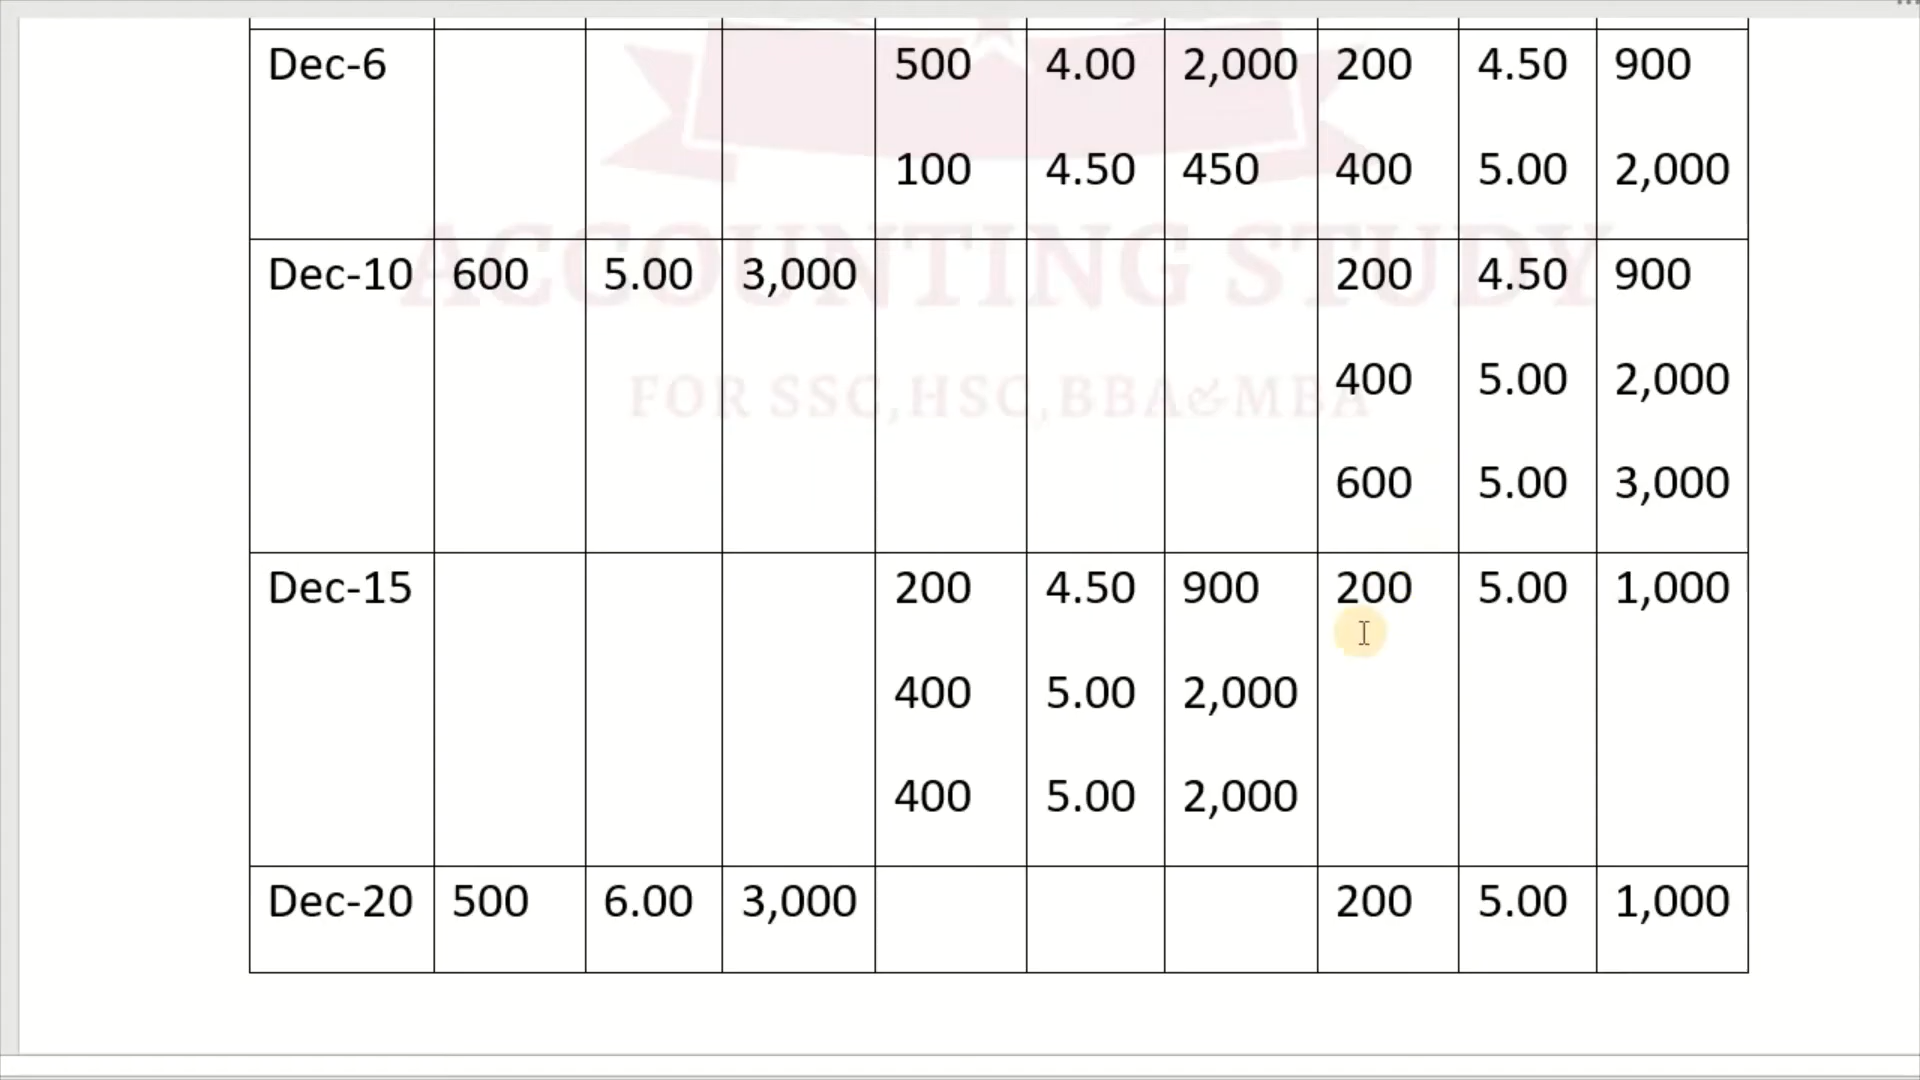 Dec-6 500 4.00 2,000 200 4.50 900
100 4.50 450 400 5.00 2,000
ACCOUNTING STUDY
Dec-10 600 5.00 3,000 200 4.50 900
400 5.00 2,000
FOR SSC,HSC,BBA&MBA
600 5.00 3,000
Dec-15 200 4.50 900 200 5.00 1,000
400 5.00 2,000
400 5.00 2,000
Dec-20 500 6.00 3,000 200 5.00 1,000